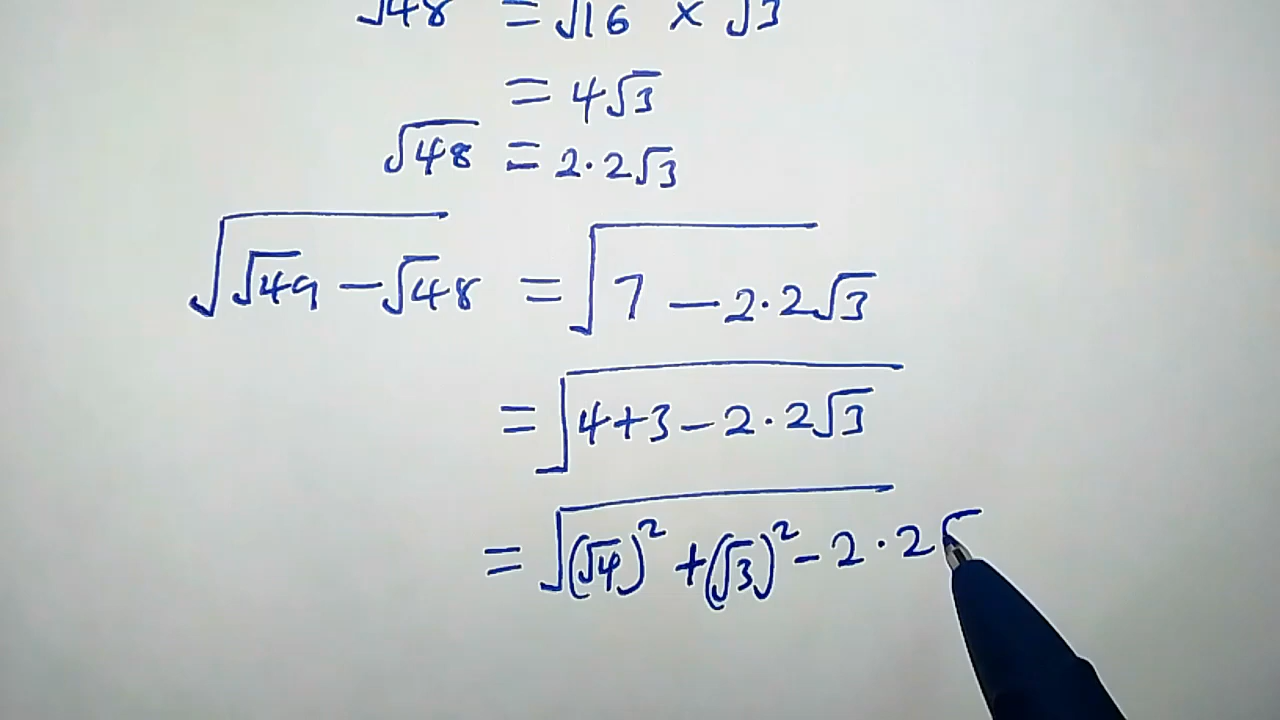 √48 = √16 × √3
= 4√3
√48 = 2·2√3
√(√49 − √48) = √(7 − 2·2√3)
= √(4+3−2·2√3)
= √((√4)² + (√3)² − 2·2√